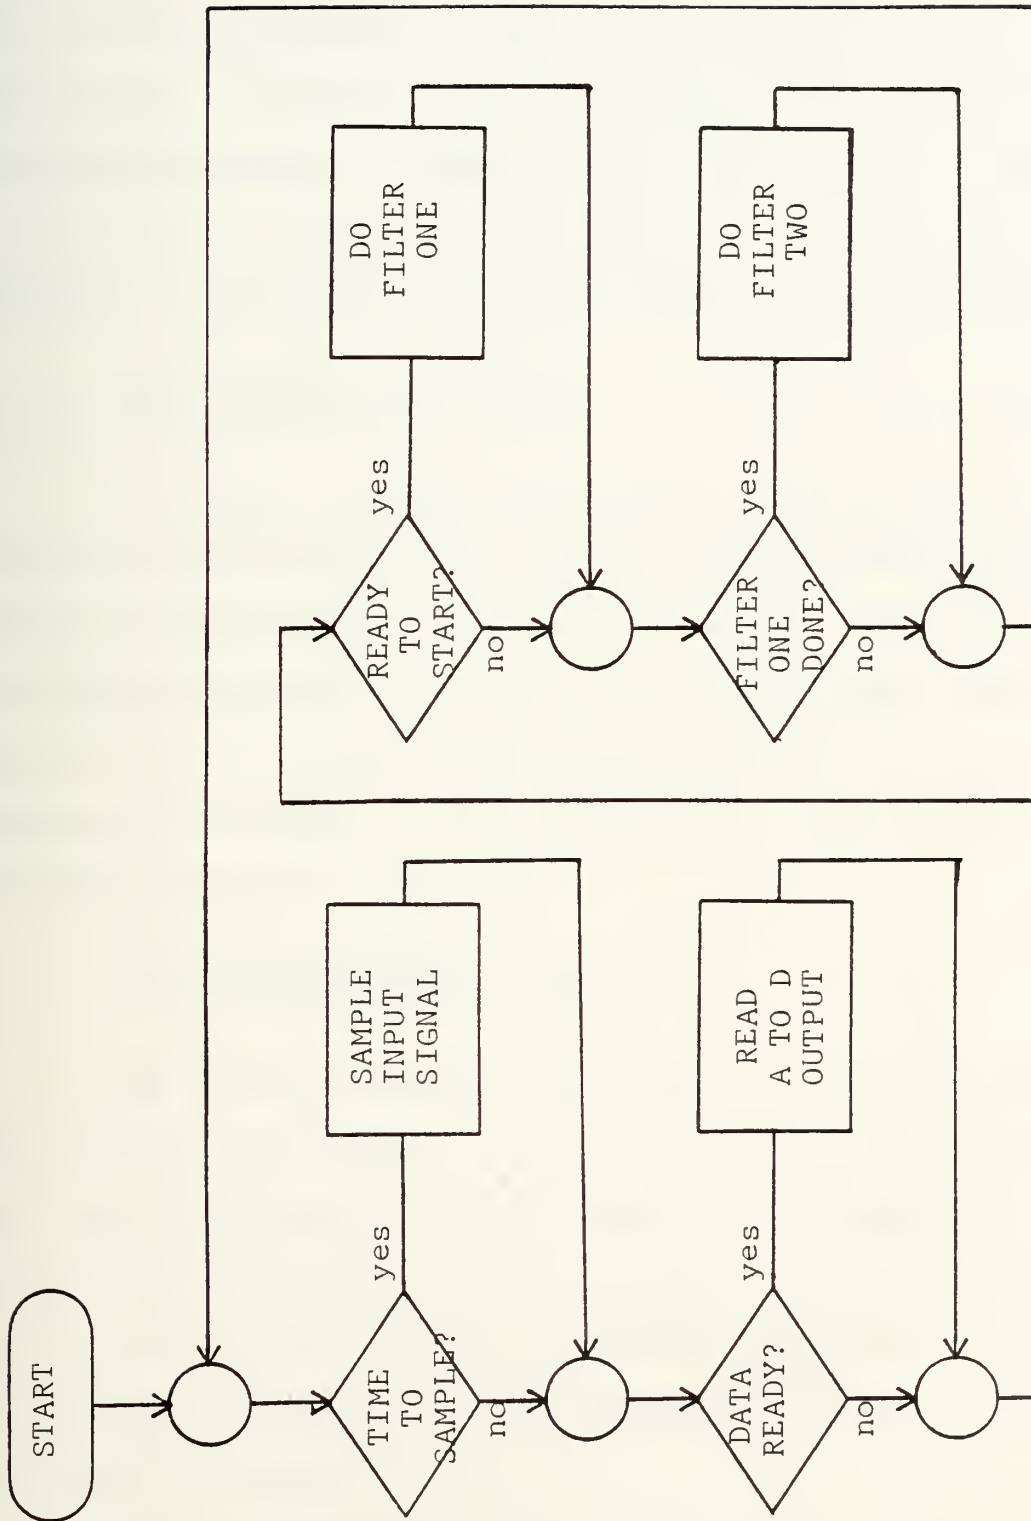 START
TIME
TO
SAMPLE?
yes
no
SAMPLE
INPUT
SIGNAL
DATA
READY?
yes
no
READ
A TO D
OUTPUT
READY
TO
START?
yes
no
DO
FILTER
ONE
FILTER
ONE
DONE?
yes
no
DO
FILTER
TWO